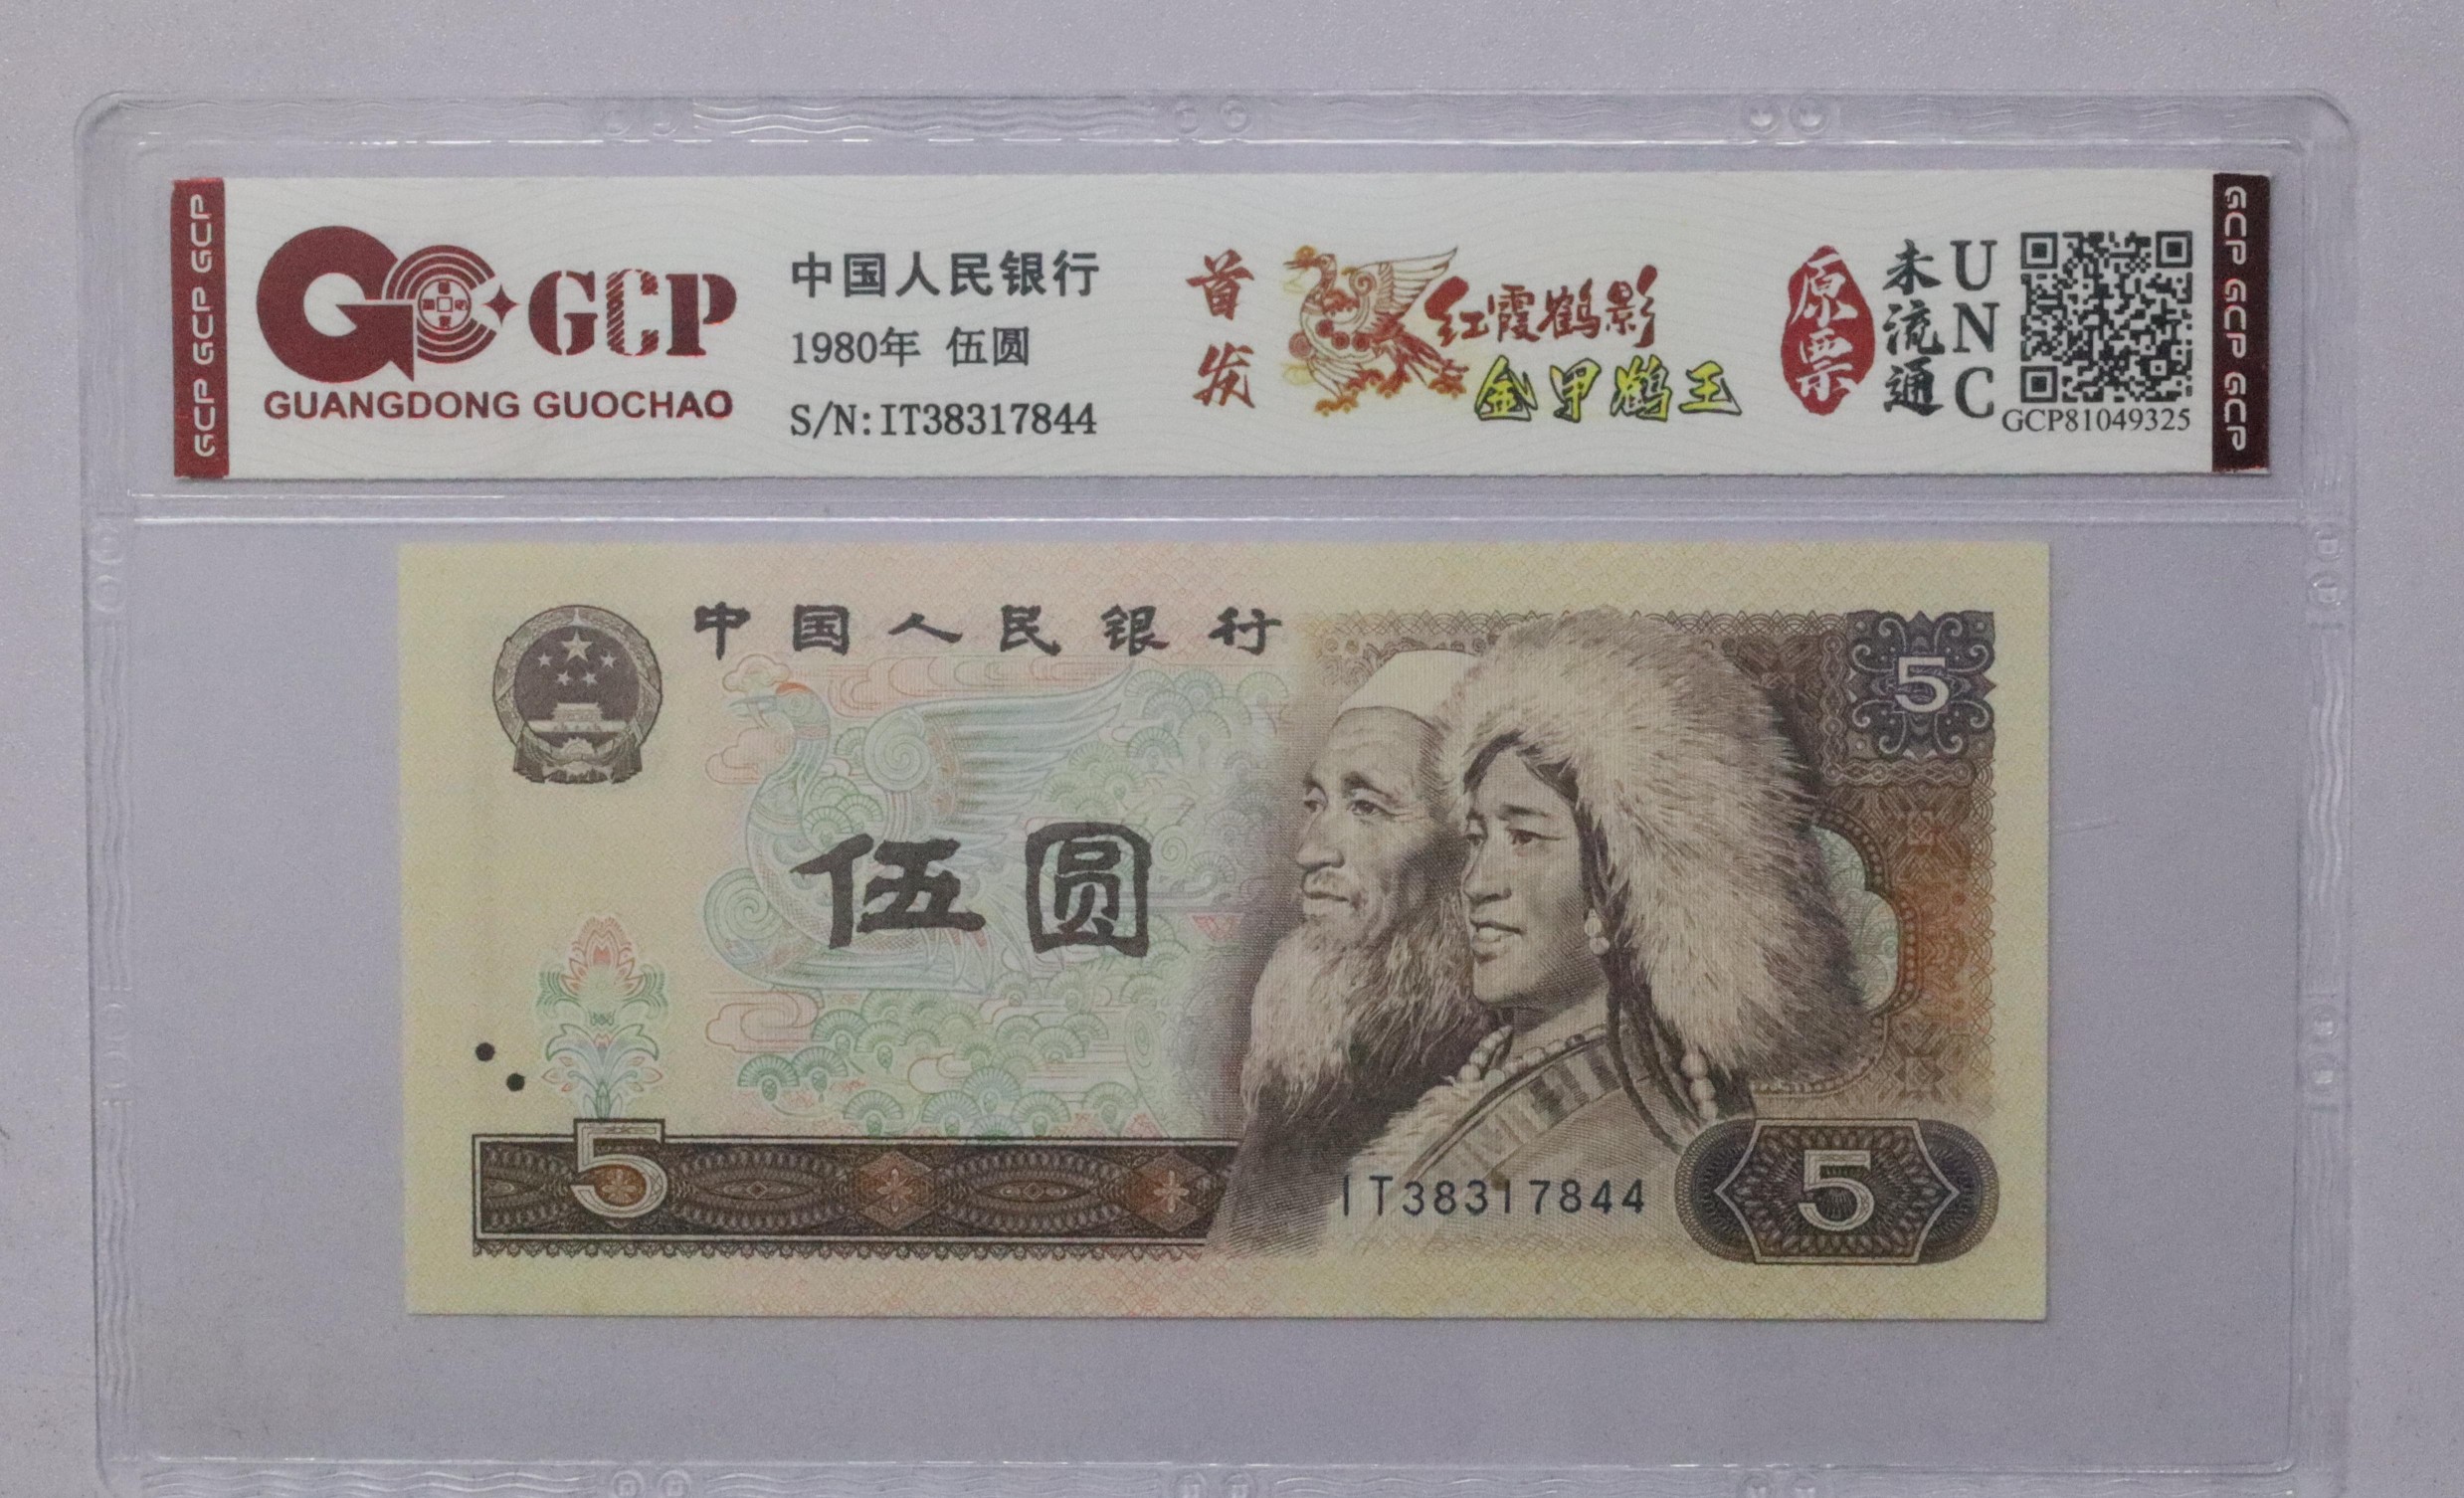 GCP GCP GCP
GCP
GUANGDONG GUOCHAO
中国人民银行
1980年 伍圆
S/N:IT38317844
首发
红霞鹤影
金甲鹤王
原票
未流通
UNC
GCP81049325
GCP GCP GCP
中国人民银行
5
伍圆
5
IT38317844
5